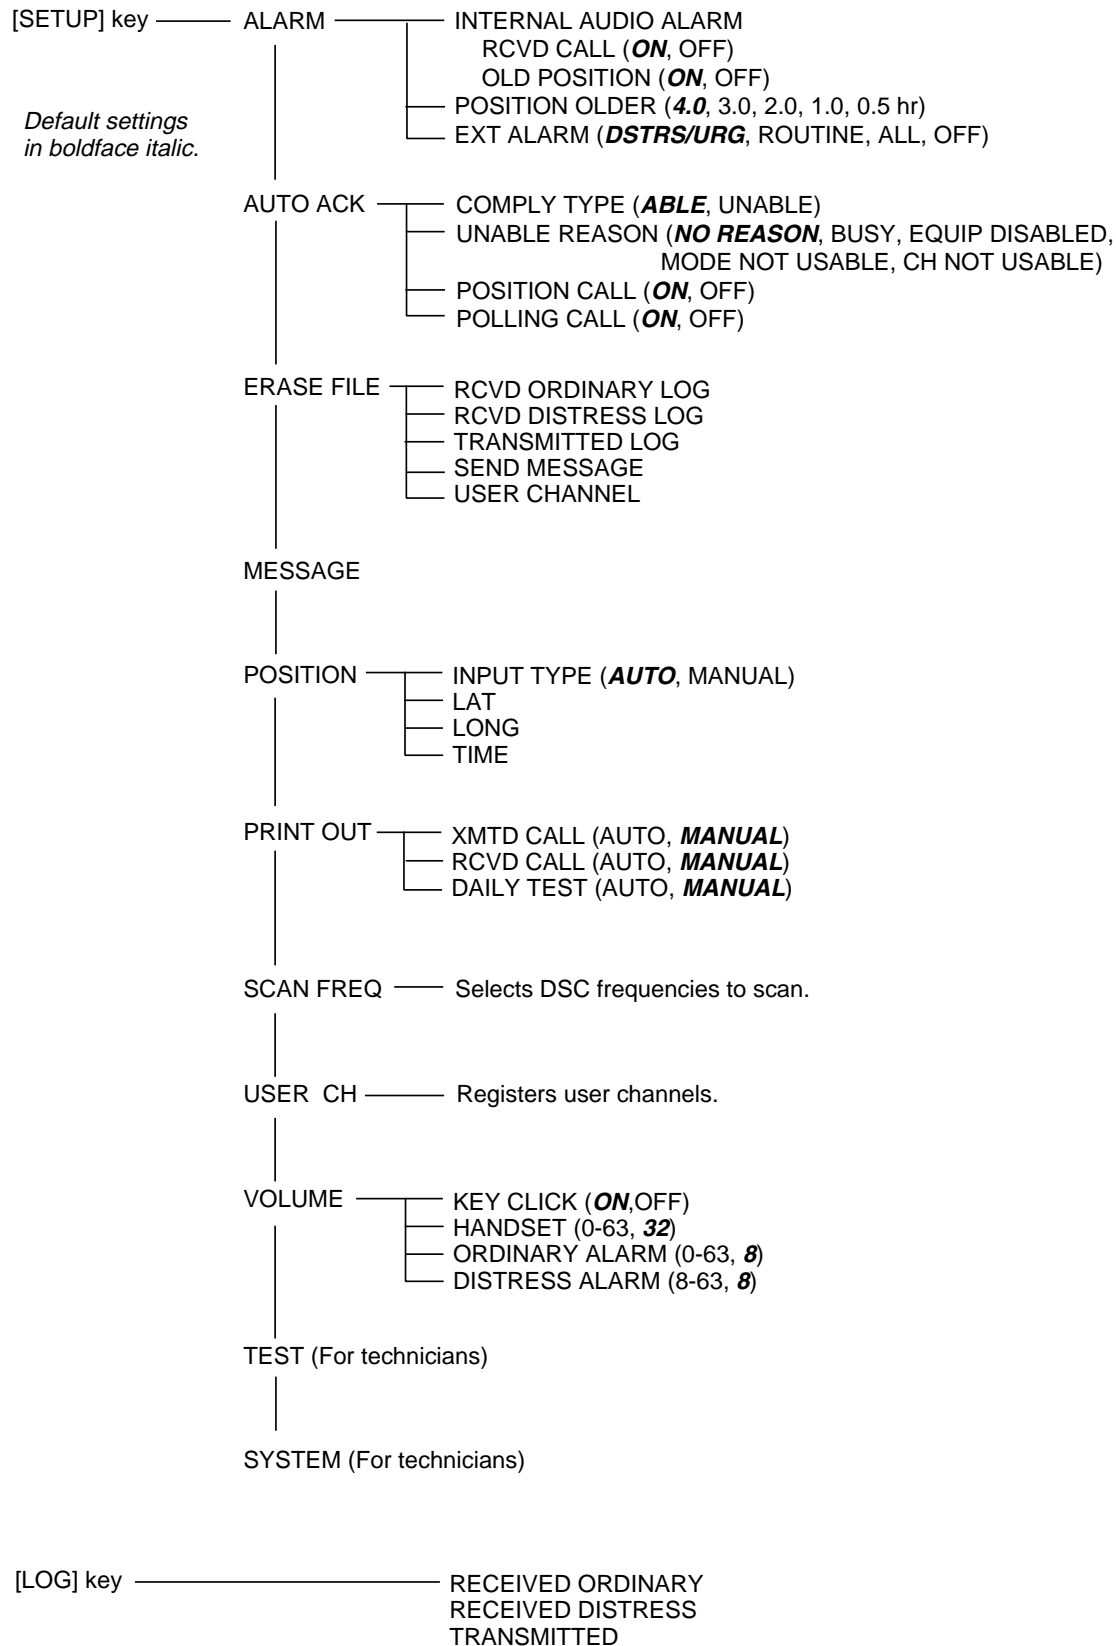 [SETUP] key ALARM INTERNAL AUDIO ALARM
RCVD CALL (ON, OFF)
OLD POSITION (ON, OFF)
POSITION OLDER (4.0, 3.0, 2.0, 1.0, 0.5 hr)
EXT ALARM (DSTRS/URG, ROUTINE, ALL, OFF)
Default settings
in boldface italic.
AUTO ACK COMPLY TYPE (ABLE, UNABLE)
UNABLE REASON (NO REASON, BUSY, EQUIP DISABLED,
MODE NOT USABLE, CH NOT USABLE)
POSITION CALL (ON, OFF)
POLLING CALL (ON, OFF)
ERASE FILE RCVD ORDINARY LOG
RCVD DISTRESS LOG
TRANSMITTED LOG
SEND MESSAGE
USER CHANNEL
MESSAGE
POSITION INPUT TYPE (AUTO, MANUAL)
LAT
LONG
TIME
PRINT OUT XMTD CALL (AUTO, MANUAL)
RCVD CALL (AUTO, MANUAL)
DAILY TEST (AUTO, MANUAL)
SCAN FREQ Selects DSC frequencies to scan.
USER CH Registers user channels.
VOLUME KEY CLICK (ON,OFF)
HANDSET (0-63, 32)
ORDINARY ALARM (0-63, 8)
DISTRESS ALARM (8-63, 8)
TEST (For technicians)
SYSTEM (For technicians)
[LOG] key RECEIVED ORDINARY
RECEIVED DISTRESS
TRANSMITTED